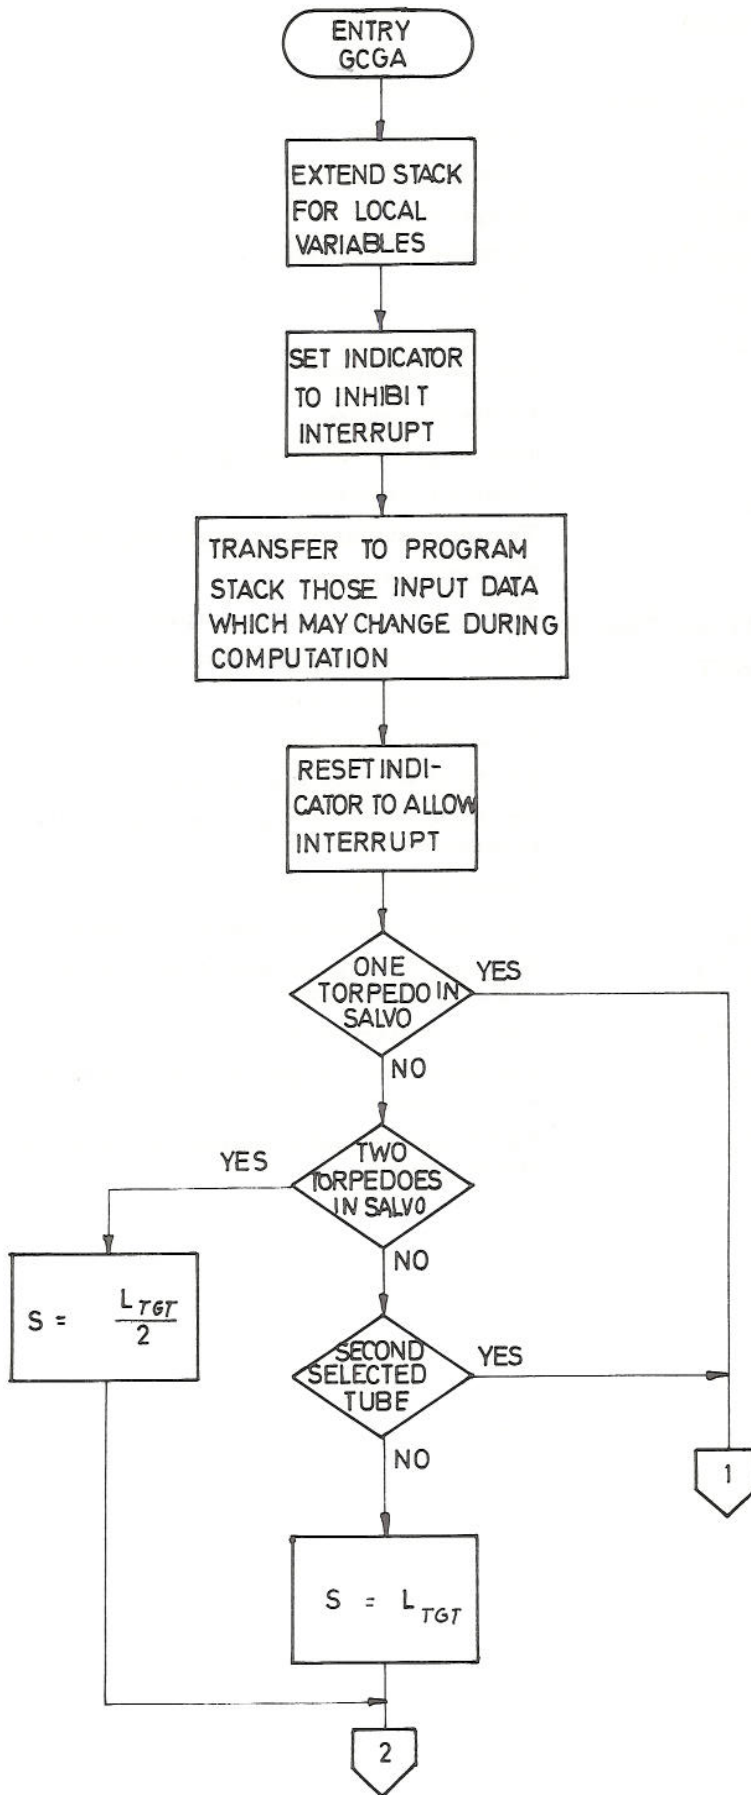 ENTRY
GCGA
EXTEND STACK
FOR LOCAL
VARIABLES
SET INDICATOR
TO INHIBIT
INTERRUPT
TRANSFER TO PROGRAM
STACK THOSE INPUT DATA
WHICH MAY CHANGE DURING
COMPUTATION
RESET INDI-
CATOR TO ALLOW
INTERRUPT
ONE
TORPEDO IN
SALVO
YES
NO
TWO
TORPEDOES
IN SALVO
YES
NO
S = L_TGT / 2
SECOND
SELECTED
TUBE
YES
NO
1
S = L_TGT
2